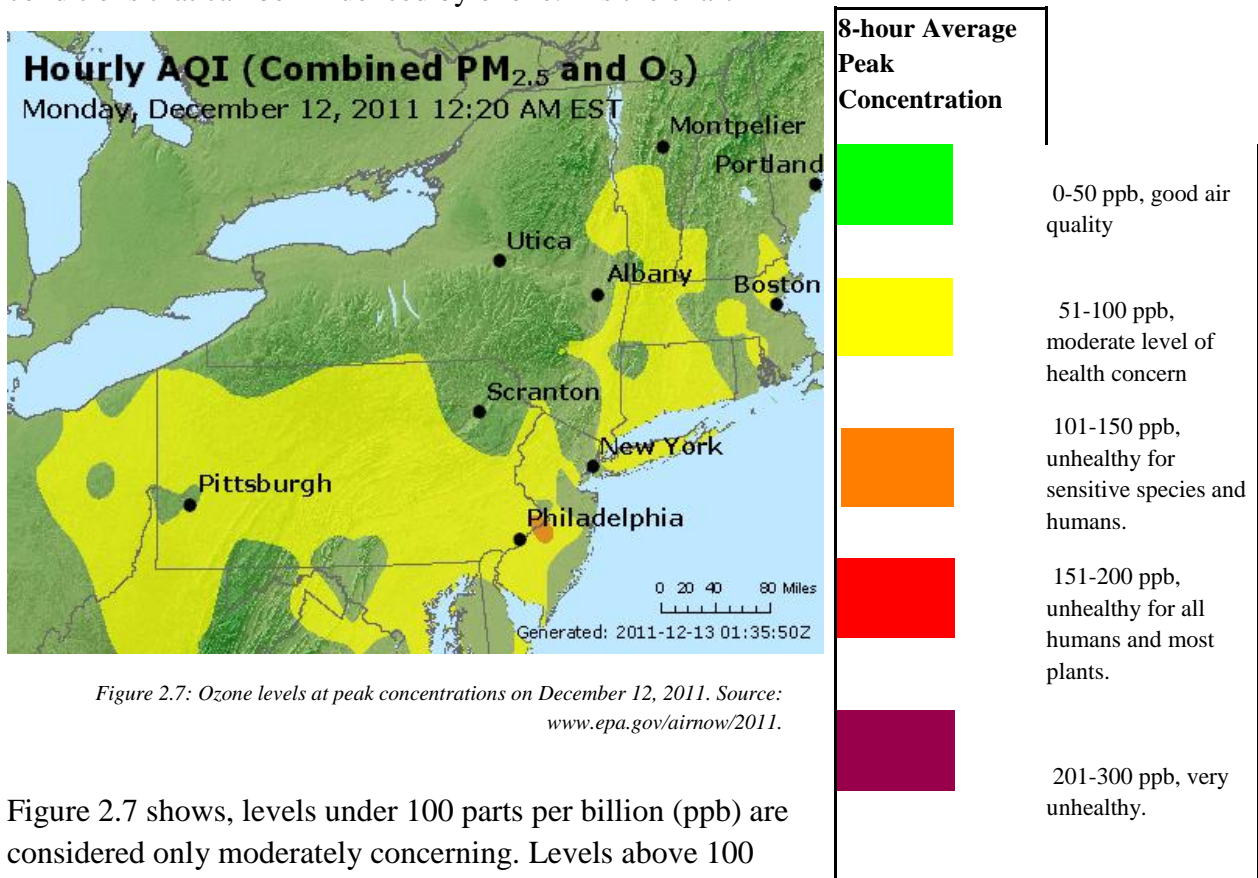 Hourly AQI (Combined PM2.5 and O3)
Monday, December 12, 2011 12:20 AM EST
Montpelier
Portland
Utica
Albany
Boston
Scranton
New York
Pittsburgh
Philadelphia
0 20 40 80 Miles
Generated: 2011-12-13 01:35:50Z
Figure 2.7: Ozone levels at peak concentrations on December 12, 2011. Source:
www.epa.gov/airnow/2011.
Figure 2.7 shows, levels under 100 parts per billion (ppb) are
considered only moderately concerning. Levels above 100
8-hour Average
Peak
Concentration
0-50 ppb, good air
quality
51-100 ppb,
moderate level of
health concern
101-150 ppb,
unhealthy for
sensitive species and
humans.
151-200 ppb,
unhealthy for all
humans and most
plants.
201-300 ppb, very
unhealthy.